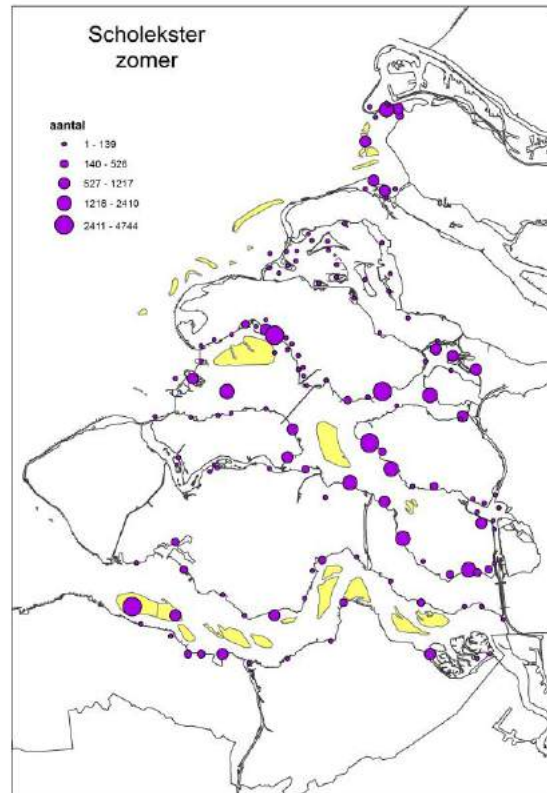 Scholekster
zomer
aantal
1 - 139
140 - 526
527 - 1217
1218 - 2410
2411 - 4744